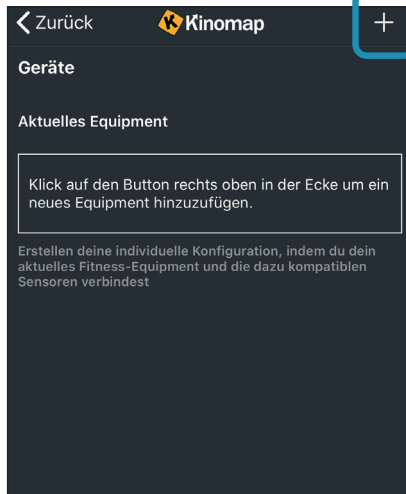 Zurück Kinomap +
Geräte
Aktuelles Equipment
Klick auf den Button rechts oben in der Ecke um ein
neues Equipment hinzuzufügen.
Erstellen deine individuelle Konfiguration, indem du dein
aktuelles Fitness-Equipment und die dazu kompatiblen
Sensoren verbindest